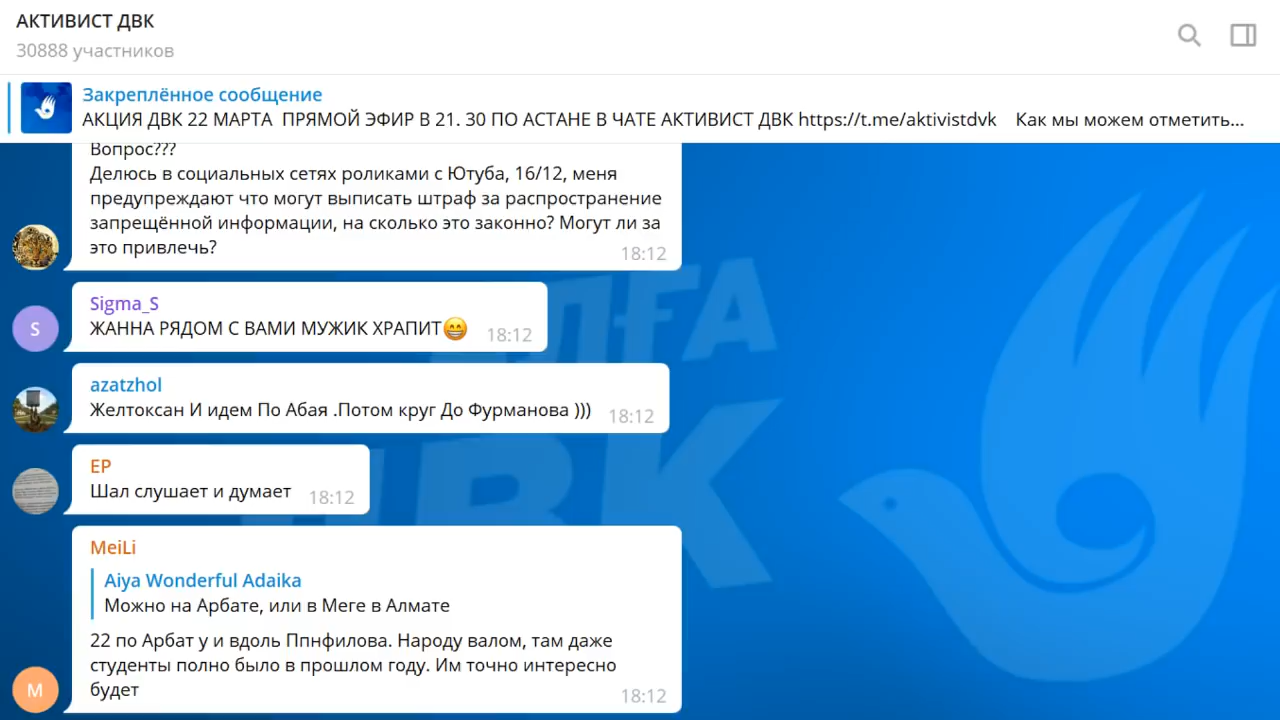 АКТИВИСТ ДВК
30888 участников
Закреплённое сообщение
АКЦИЯ ДВК 22 МАРТА ПРЯМОЙ ЭФИР В 21. 30 ПО АСТАНЕ В ЧАТЕ АКТИВИСТ ДВК https://t.me/aktivistdvk Как мы можем отметить...
Вопрос???
Делюсь в социальных сетях роликами с Ютуба, 16/12, меня
предупреждают что могут выписать штраф за распространение
запрещённой информации, на сколько это законно? Могут ли за
это привлечь?
18:12
Sigma_S
S
ЖАННА РЯДОМ С ВАМИ МУЖИК ХРАПИТ😁 18:12
azatzhol
Желтоксан И идем По Абая .Потом круг До Фурманова ))) 18:12
EP
Шал слушает и думает 18:12
MeiLi
Aiya Wonderful Adaika
Можно на Арбате, или в Меге в Алмате
22 по Арбат у и вдоль Ппнфилова. Народу валом, там даже
студенты полно было в прошлом году. Им точно интересно
будет
M
18:12
ДВК